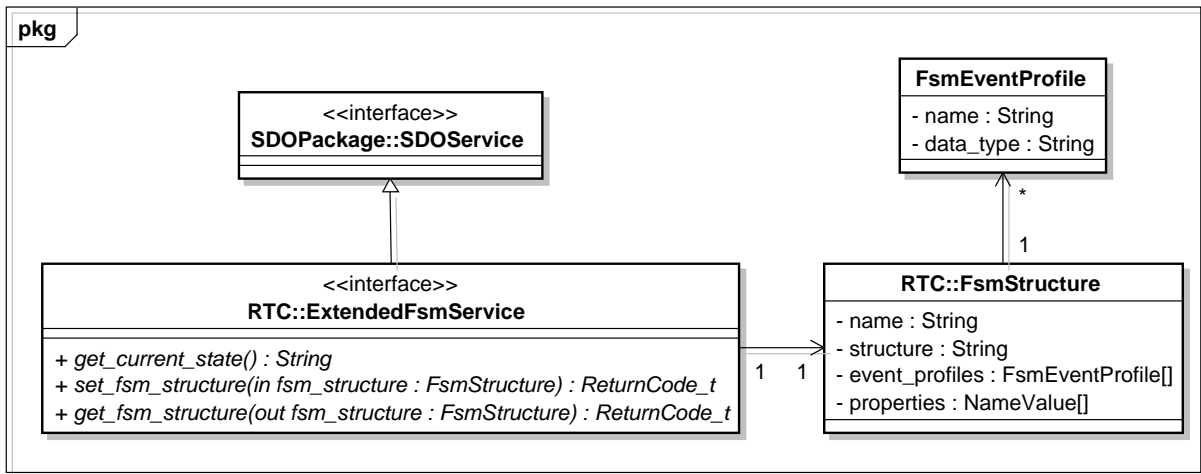 pkg
<<interface>>
SDOPackage::SDOService
FsmEventProfile
- name : String
- data_type : String
*
1
<<interface>>
RTC::ExtendedFsmService
+ get_current_state() : String
+ set_fsm_structure(in fsm_structure : FsmStructure) : ReturnCode_t
+ get_fsm_structure(out fsm_structure : FsmStructure) : ReturnCode_t
1
1
RTC::FsmStructure
- name : String
- structure : String
- event_profiles : FsmEventProfile[]
- properties : NameValue[]